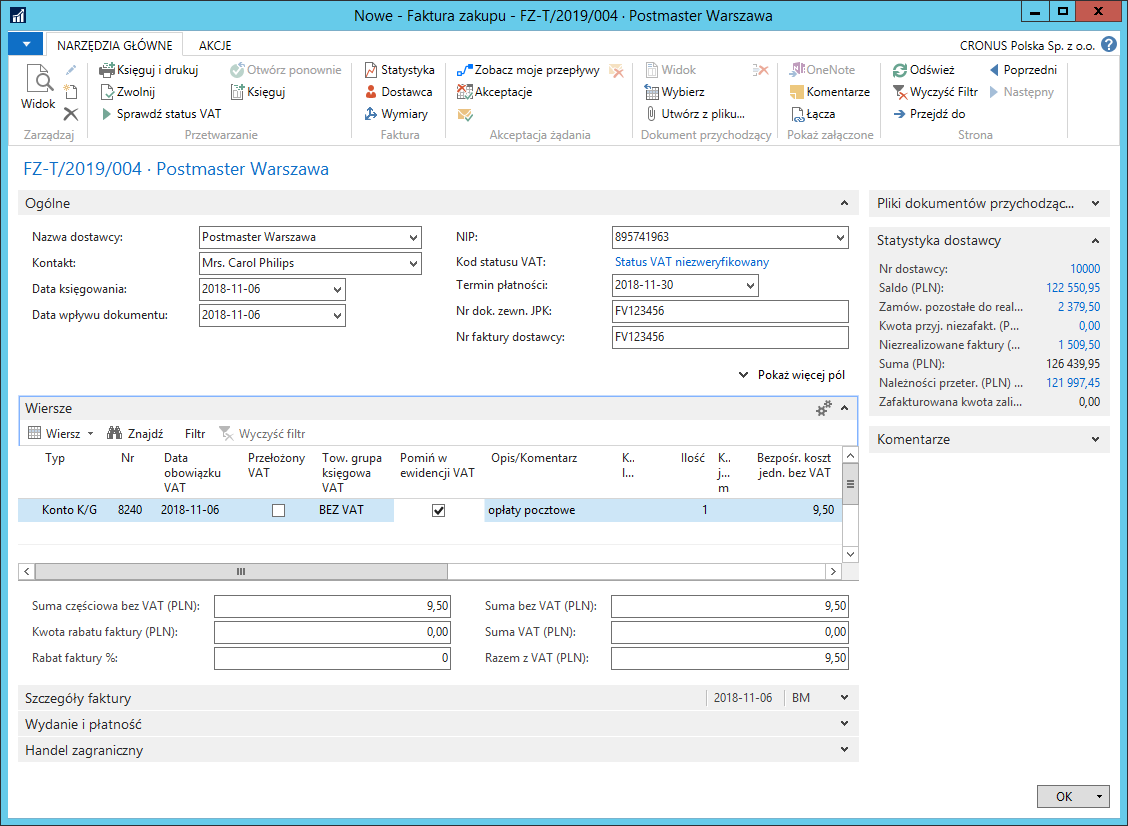 Nowe - Faktura zakupu - FZ-T/2019/004 · Postmaster Warszawa
NARZĘDZIA GŁÓWNE AKCJE CRONUS Polska Sp. z o.o.
Widok
Zarządzaj
Księguj i drukuj Otwórz ponownie
Zwolnij Księguj
Sprawdź status VAT
Przetwarzanie
Statystyka
Dostawca
Wymiary
Faktura
Zobacz moje przepływy
Akceptacje
Akceptacja żądania
Widok
Wybierz
Utwórz z pliku...
Dokument przychodzący
OneNote
Komentarze
Łącza
Pokaż załączone
Odśwież Poprzedni
Wyczyść Filtr Następny
Przejdź do
Strona
FZ-T/2019/004 · Postmaster Warszawa
Ogólne
Nazwa dostawcy: Postmaster Warszawa
Kontakt: Mrs. Carol Philips
Data księgowania: 2018-11-06
Data wpływu dokumentu: 2018-11-06
NIP: 895741963
Kod statusu VAT: Status VAT niezweryfikowany
Termin płatności: 2018-11-30
Nr dok. zewn. JPK: FV123456
Nr faktury dostawcy: FV123456
Pokaż więcej pól
Wiersze
Wiersz Znajdź Filtr Wyczyść filtr
Typ Nr Data obowiązku VAT Przełożony VAT Tow. grupa księgowa VAT Pomiń w ewidencji VAT Opis/Komentarz K.. l... Ilość K.. j... m Bezpośr. koszt jedn. bez VAT
Konto K/G 8240 2018-11-06 BEZ VAT opłaty pocztowe 1 9,50
Suma częściowa bez VAT (PLN): 9,50
Kwota rabatu faktury (PLN): 0,00
Rabat faktury %: 0
Suma bez VAT (PLN): 9,50
Suma VAT (PLN): 0,00
Razem z VAT (PLN): 9,50
Szczegóły faktury 2018-11-06 BM
Wydanie i płatność
Handel zagraniczny
Pliki dokumentów przychodząc...
Statystyka dostawcy
Nr dostawcy: 10000
Saldo (PLN): 122 550,95
Zamów. pozostałe do real... 2 379,50
Kwota przyj. niezafakt. (P... 0,00
Niezrealizowane faktury (... 1 509,50
Suma (PLN): 126 439,95
Należności przeter. (PLN) ... 121 997,45
Zafakturowana kwota zali... 0,00
Komentarze
OK